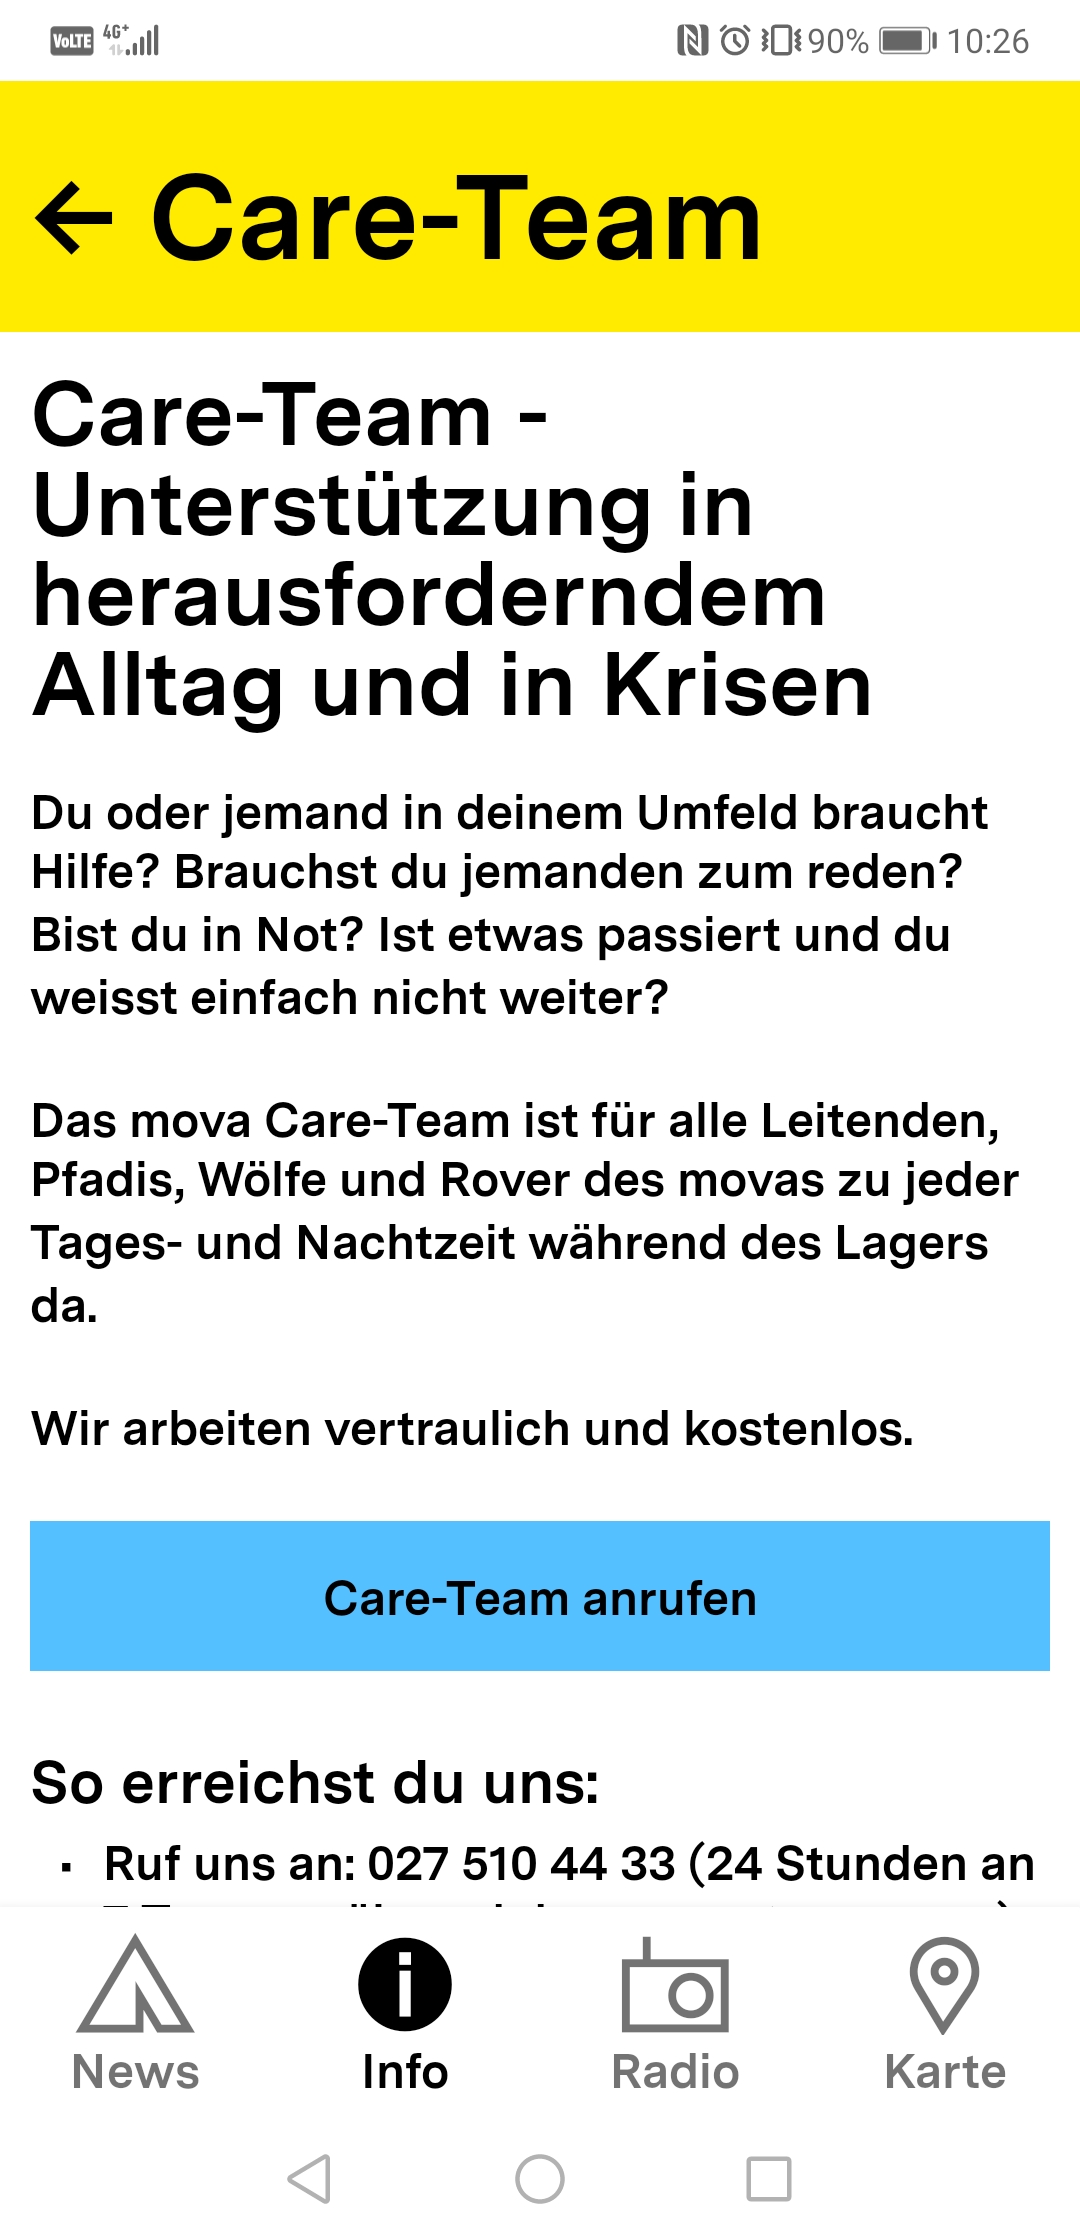 VoLTE 4G+ 90% 10:26
← Care-Team
Care-Team -
Unterstützung in
herausforderndem
Alltag und in Krisen
Du oder jemand in deinem Umfeld braucht
Hilfe? Brauchst du jemanden zum reden?
Bist du in Not? Ist etwas passiert und du
weisst einfach nicht weiter?
Das mova Care-Team ist für alle Leitenden,
Pfadis, Wölfe und Rover des movas zu jeder
Tages- und Nachtzeit während des Lagers
da.
Wir arbeiten vertraulich und kostenlos.
Care-Team anrufen
So erreichst du uns:
▪ Ruf uns an: 027 510 44 33 (24 Stunden an
News Info Radio Karte